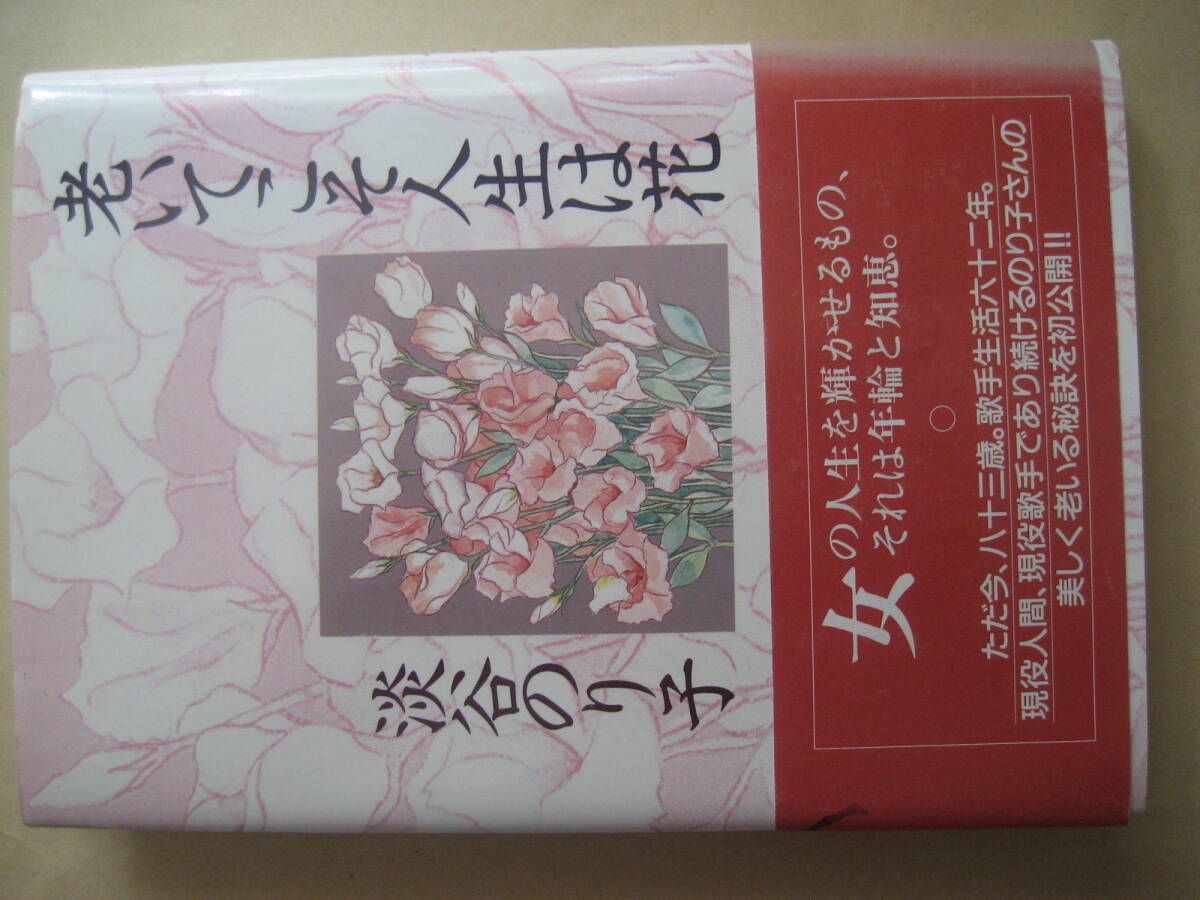 老いてこそ人生は花
淡谷のり子
女の人生を輝かせるもの、
それは年輪と知恵。
○
ただ今、八十三歳。歌手生活六十二年。
現役人間、現役歌手であり続けるのり子さんの
美しく老いる秘訣を初公開!!